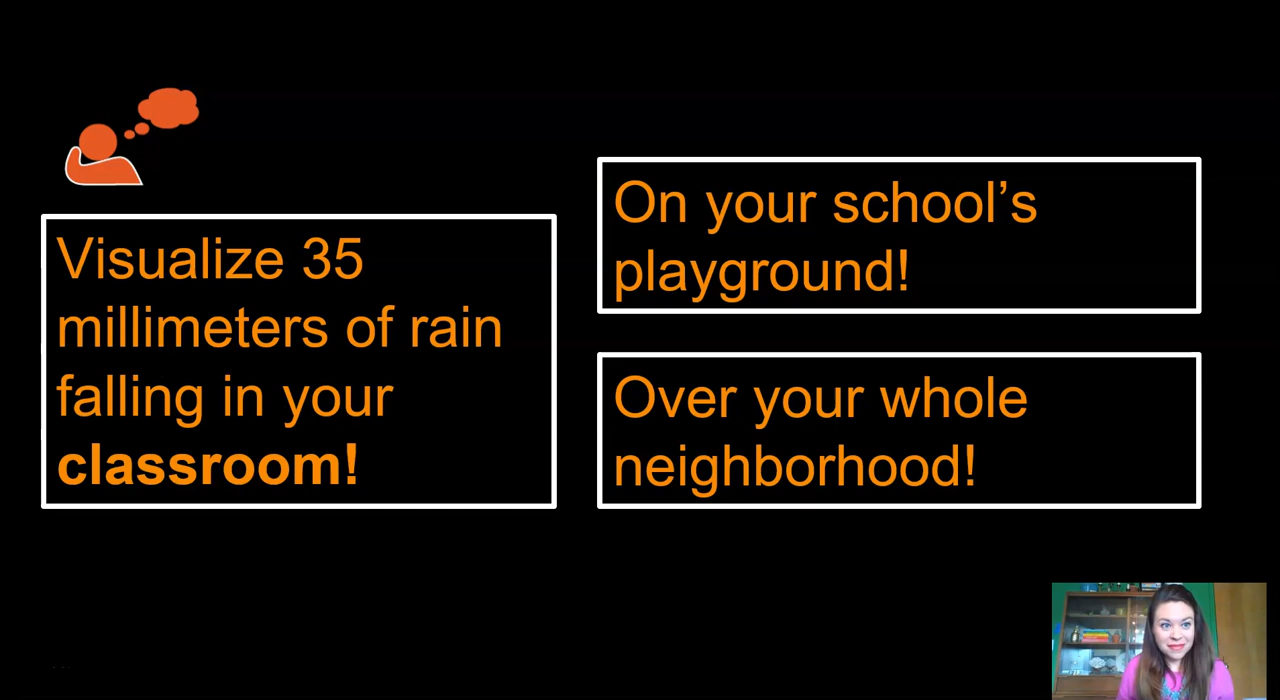 Visualize 35
millimeters of rain
falling in your
classroom!
On your school’s
playground!
Over your whole
neighborhood!